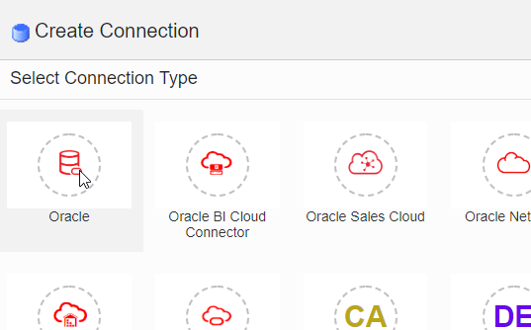 Create Connection
Select Connection Type
Oracle
Oracle BI Cloud
Connector
Oracle Sales Cloud
Oracle Net
CA
DE